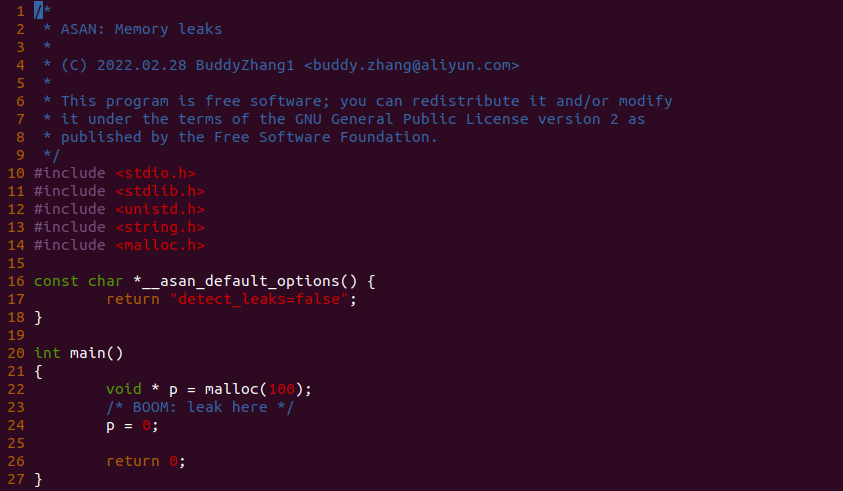 1 /*
2  * ASAN: Memory leaks
3  *
4  * (C) 2022.02.28 BuddyZhang1 <buddy.zhang@aliyun.com>
5  *
6  * This program is free software; you can redistribute it and/or modify
7  * it under the terms of the GNU General Public License version 2 as
8  * published by the Free Software Foundation.
9  */
10 #include <stdio.h>
11 #include <stdlib.h>
12 #include <unistd.h>
13 #include <string.h>
14 #include <malloc.h>
15
16 const char *__asan_default_options() {
17         return "detect_leaks=false";
18 }
19
20 int main()
21 {
22         void * p = malloc(100);
23         /* BOOM: leak here */
24         p = 0;
25
26         return 0;
27 }